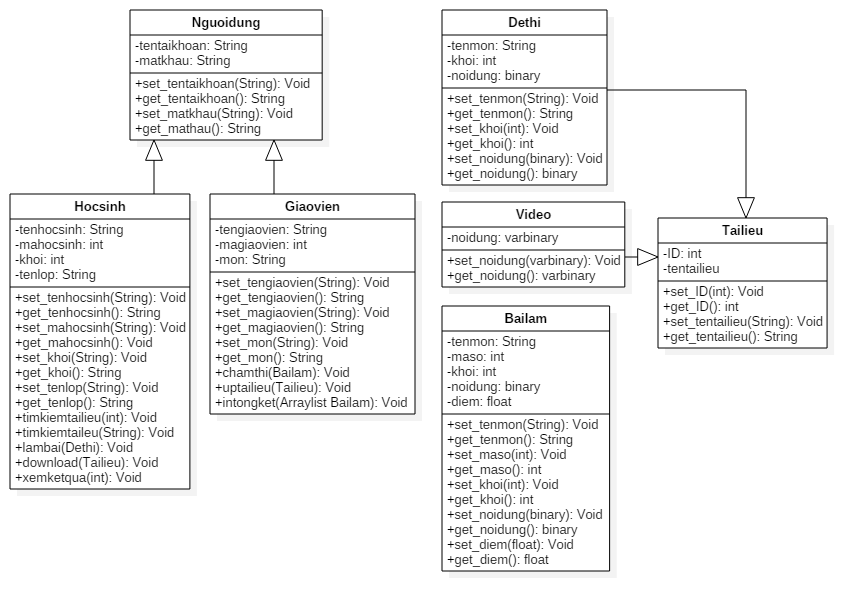 Nguoidung
-tentaikhoan: String
-matkhau: String
+set_tentaikhoan(String): Void
+get_tentaikhoan(): String
+set_matkhau(String): Void
+get_mathau(): String
Hocsinh
-tenhocsinh: String
-mahocsinh: int
-khoi: int
-tenlop: String
+set_tenhocsinh(String): Void
+get_tenhocsinh(): String
+set_mahocsinh(String): Void
+get_mahocsinh(): Void
+set_khoi(String): Void
+get_khoi(): String
+set_tenlop(String): Void
+get_tenlop(): String
+timkiemtailieu(int): Void
+timkiemtaileu(String): Void
+lambai(Dethi): Void
+download(Tailieu): Void
+xemketqua(int): Void
Giaovien
-tengiaovien: String
-magiaovien: int
-mon: String
+set_tengiaovien(String): Void
+get_tengiaovien(): String
+set_magiaovien(String): Void
+get_magiaovien(): String
+set_mon(String): Void
+get_mon(): String
+chamthi(Bailam): Void
+uptailieu(Tailieu): Void
+intongket(Arraylist Bailam): Void
Dethi
-tenmon: String
-khoi: int
-noidung: binary
+set_tenmon(String): Void
+get_tenmon(): String
+set_khoi(int): Void
+get_khoi(): int
+set_noidung(binary): Void
+get_noidung(): binary
Video
-noidung: varbinary
+set_noidung(varbinary): Void
+get_noidung(): varbinary
Bailam
-tenmon: String
-maso: int
-khoi: int
-noidung: binary
-diem: float
+set_tenmon(String): Void
+get_tenmon(): String
+set_maso(int): Void
+get_maso(): int
+set_khoi(int): Void
+get_khoi(): int
+set_noidung(binary): Void
+get_noidung(): binary
+set_diem(float): Void
+get_diem(): float
Tailieu
-ID: int
-tentailieu
+set_ID(int): Void
+get_ID(): int
+set_tentailieu(String): Void
+get_tentailieu(): String